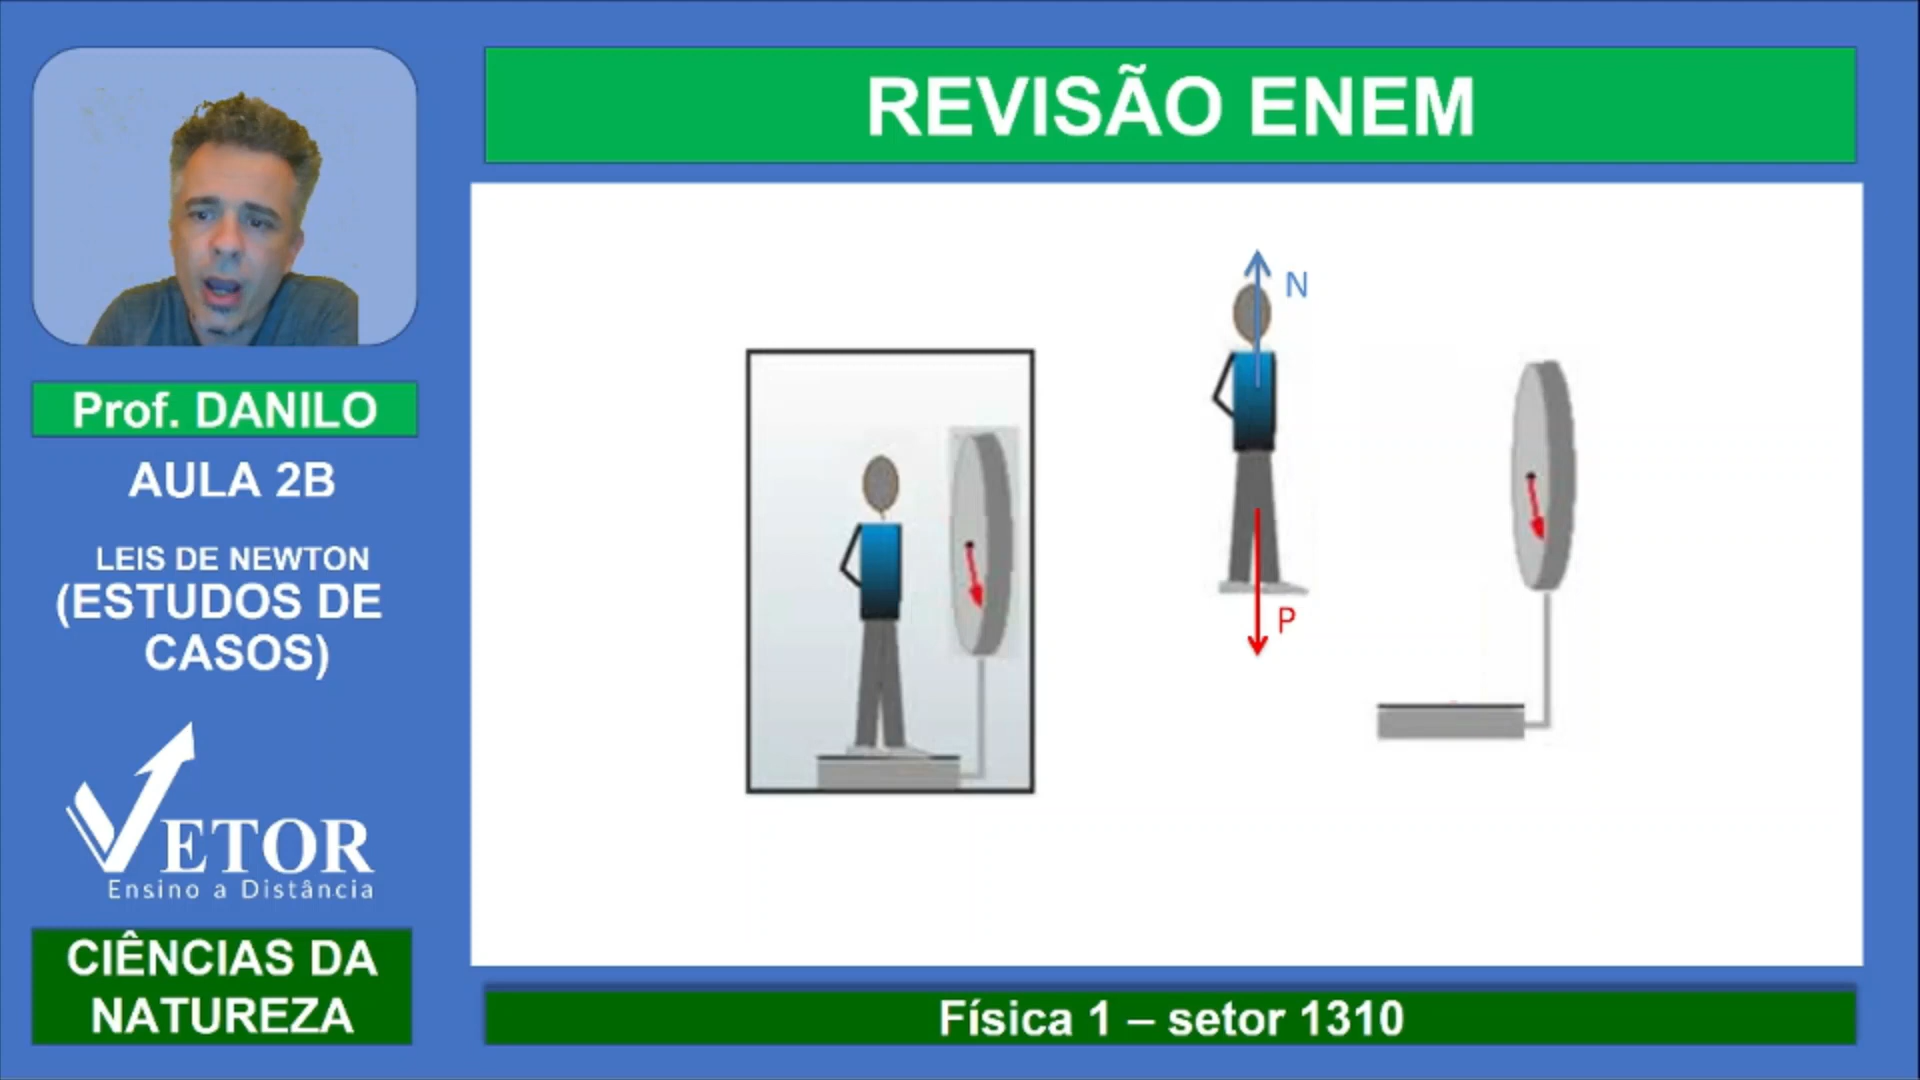 REVISÃO ENEM
Prof. DANILO
AULA 2B
LEIS DE NEWTON
(ESTUDOS DE
CASOS)
VETOR
Ensino a Distância
CIÊNCIAS DA
NATUREZA
N
P
Física 1 – setor 1310